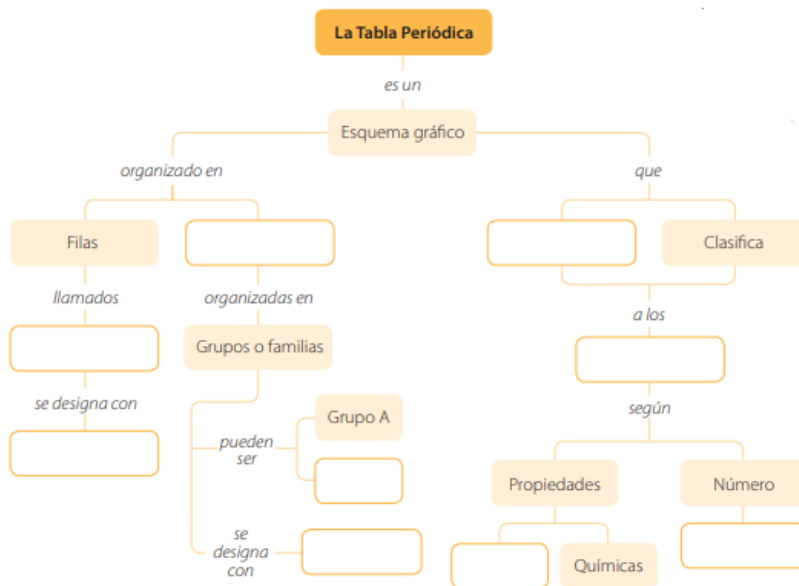 La Tabla Periódica
es un
Esquema gráfico
organizado en
que
Filas
Clasifica
llamados
organizadas en
a los
Grupos o familias
se designa con
según
Grupo A
pueden
ser
Propiedades
Número
se
designa
con
Químicas